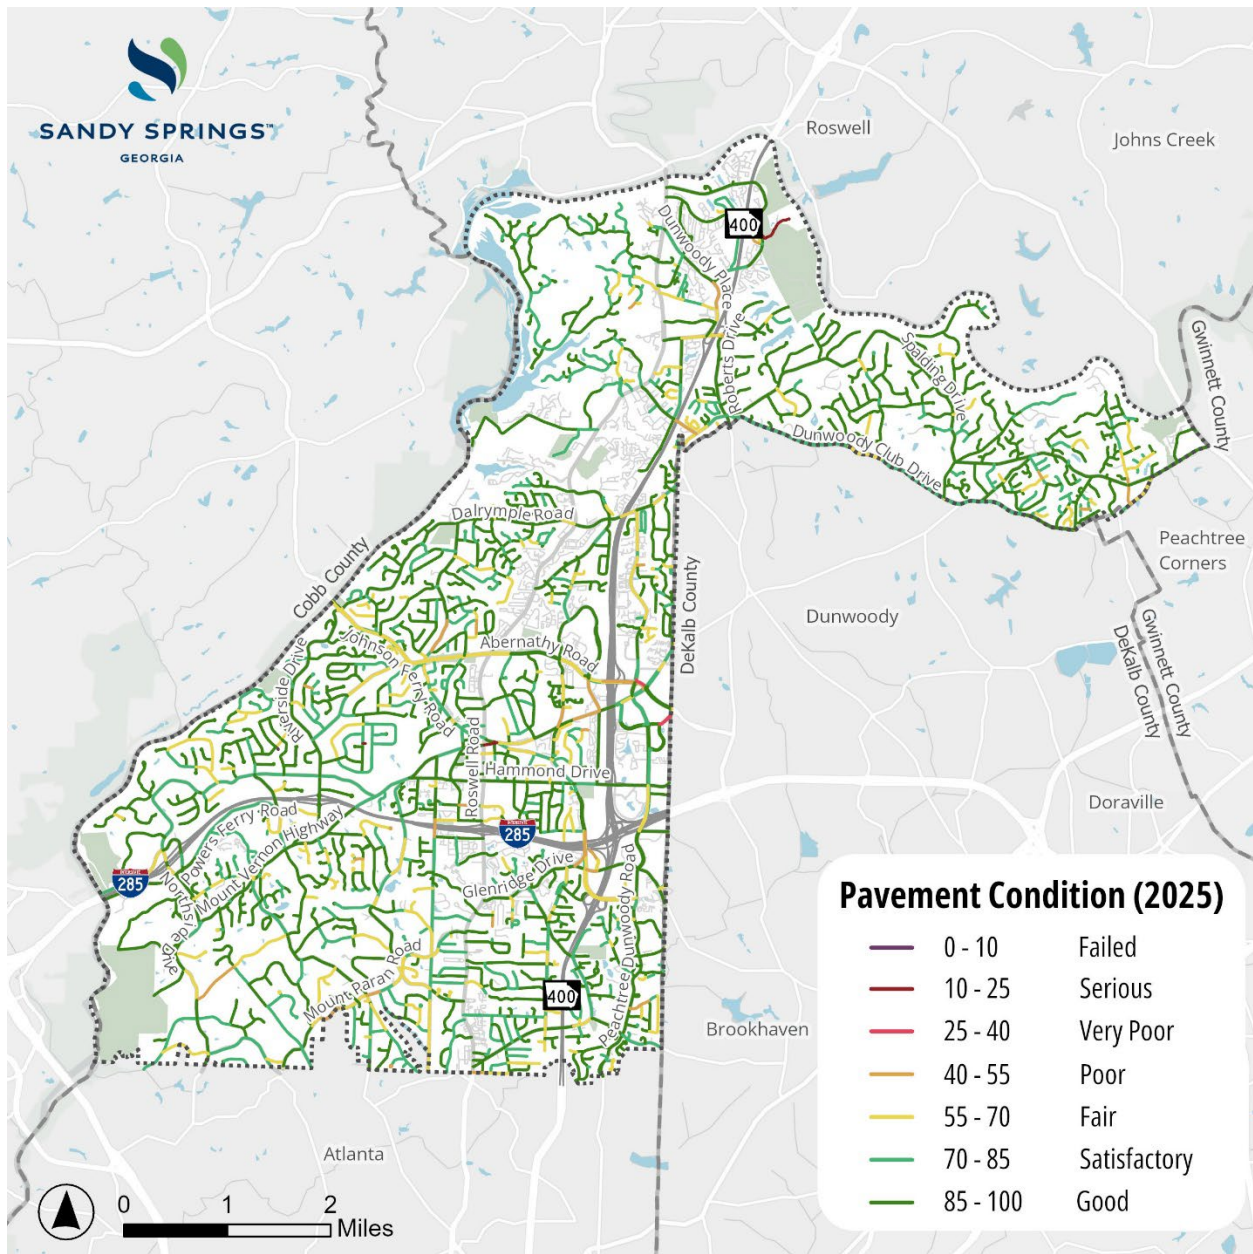 SANDY SPRINGS™
GEORGIA
Roswell
Johns Creek
400
Dunwoody Place
Roberts Drive
Spalding Drive
Gwinnett County
Dunwoody Club Drive
Dalrymple Road
Peachtree
Corners
Cobb County
DeKalb County
Dunwoody
Gwinnett County
DeKalb County
Johnson Ferry Road
Abernathy Road
Riverside Drive
Roswell Road
Hammond Drive
Doraville
Powers Ferry Road
285
Mount Vernon Highway
285
Glenridge Drive
Northside Drive
Peachtree Dunwoody Road
Mount Paran Road
400
Brookhaven
Atlanta
Pavement Condition (2025)
0 - 10 Failed
10 - 25 Serious
25 - 40 Very Poor
40 - 55 Poor
55 - 70 Fair
70 - 85 Satisfactory
85 - 100 Good
0 1 2
Miles